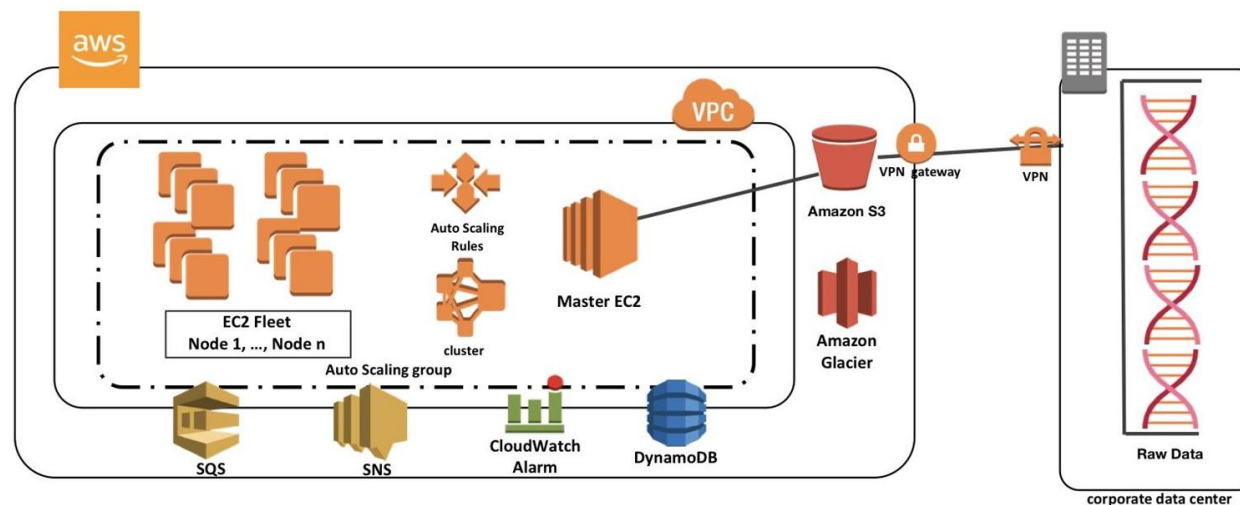 aws
VPC
VPN gateway
VPN
Amazon S3
Auto Scaling
Rules
Master EC2
EC2 Fleet
Node 1, ..., Node n
cluster
Amazon
Glacier
Auto Scaling group
SQS
SNS
CloudWatch
Alarm
DynamoDB
Raw Data
corporate data center